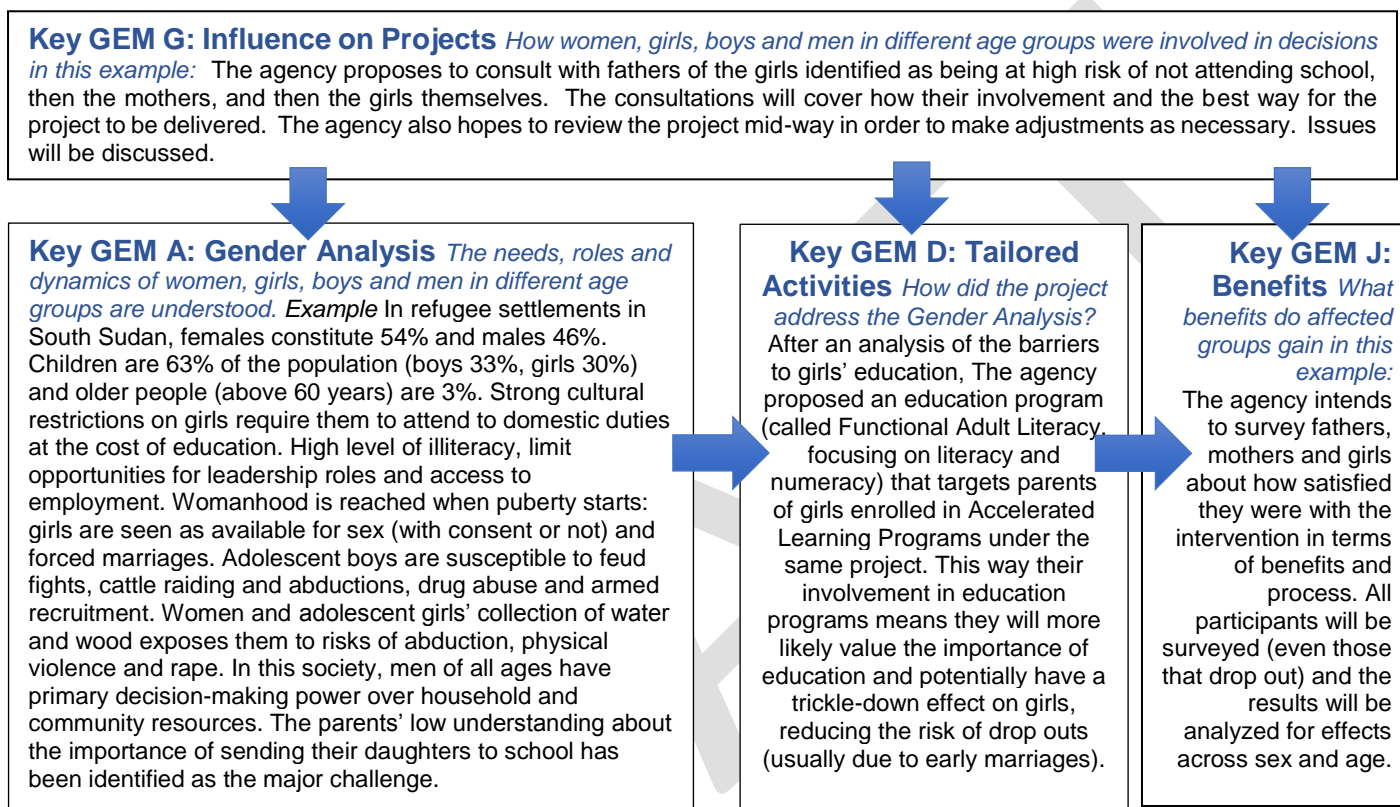 Key GEM G: Influence on Projects How women, girls, boys and men in different age groups were involved in decisions
in this example: The agency proposes to consult with fathers of the girls identified as being at high risk of not attending school,
then the mothers, and then the girls themselves. The consultations will cover how their involvement and the best way for the
project to be delivered. The agency also hopes to review the project mid-way in order to make adjustments as necessary. Issues
will be discussed.
Key GEM A: Gender Analysis The needs, roles and
dynamics of women, girls, boys and men in different age
groups are understood. Example In refugee settlements in
South Sudan, females constitute 54% and males 46%.
Children are 63% of the population (boys 33%, girls 30%)
and older people (above 60 years) are 3%. Strong cultural
restrictions on girls require them to attend to domestic duties
at the cost of education. High level of illiteracy, limit
opportunities for leadership roles and access to
employment. Womanhood is reached when puberty starts:
girls are seen as available for sex (with consent or not) and
forced marriages. Adolescent boys are susceptible to feud
fights, cattle raiding and abductions, drug abuse and armed
recruitment. Women and adolescent girls' collection of water
and wood exposes them to risks of abduction, physical
violence and rape. In this society, men of all ages have
primary decision-making power over household and
community resources. The parents' low understanding about
the importance of sending their daughters to school has
been identified as the major challenge.
Key GEM D: Tailored
Activities How did the project
address the Gender Analysis?
After an analysis of the barriers
to girls' education, The agency
proposed an education program
(called Functional Adult Literacy,
focusing on literacy and
numeracy) that targets parents
of girls enrolled in Accelerated
Learning Programs under the
same project. This way their
involvement in education
programs means they will more
likely value the importance of
education and potentially have a
trickle-down effect on girls,
reducing the risk of drop outs
(usually due to early marriages).
Key GEM J:
Benefits What
benefits do affected
groups gain in this
example:
The agency intends
to survey fathers,
mothers and girls
about how satisfied
they were with the
intervention in terms
of benefits and
process. All
participants will be
surveyed (even those
that drop out) and the
results will be
analyzed for effects
across sex and age.